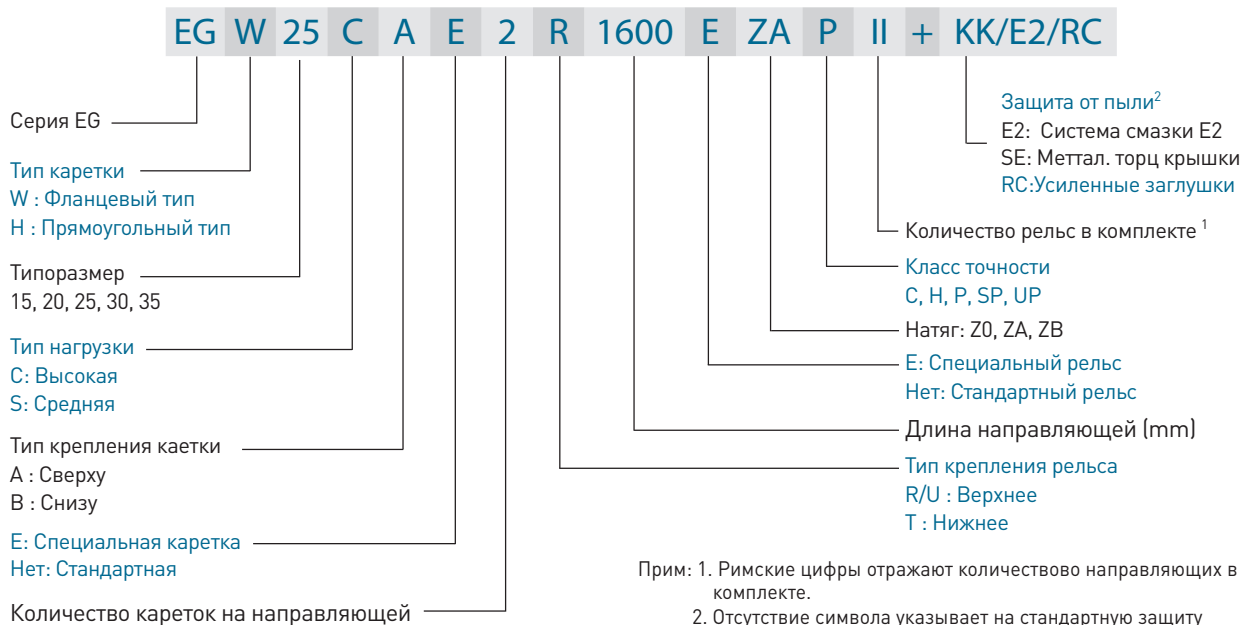 EG W 25 C A E 2 R 1600 E ZA P II + KK/E2/RC
Серия EG
Тип каретки
W : Фланцевый тип
H : Прямоугольный тип
Типоразмер
15, 20, 25, 30, 35
Тип нагрузки
C: Высокая
S: Средняя
Тип крепления каетки
A : Сверху
B : Снизу
E: Специальная каретка
Нет: Стандартная
Количество кареток на направляющей
Защита от пыли2
E2: Система смазки E2
SE: Меттал. торц крышки
RC:Усиленные заглушки
Количество рельс в комплекте 1
Класс точности
C, H, P, SP, UP
Натяг: Z0, ZA, ZB
E: Специальный рельс
Нет: Стандартный рельс
Длина направляющей (mm)
Тип крепления рельса
R/U : Верхнее
T : Нижнее
Прим: 1. Римские цифры отражают количествово направляющих в
комплекте.
2. Отсутствие символа указывает на стандартную защиту